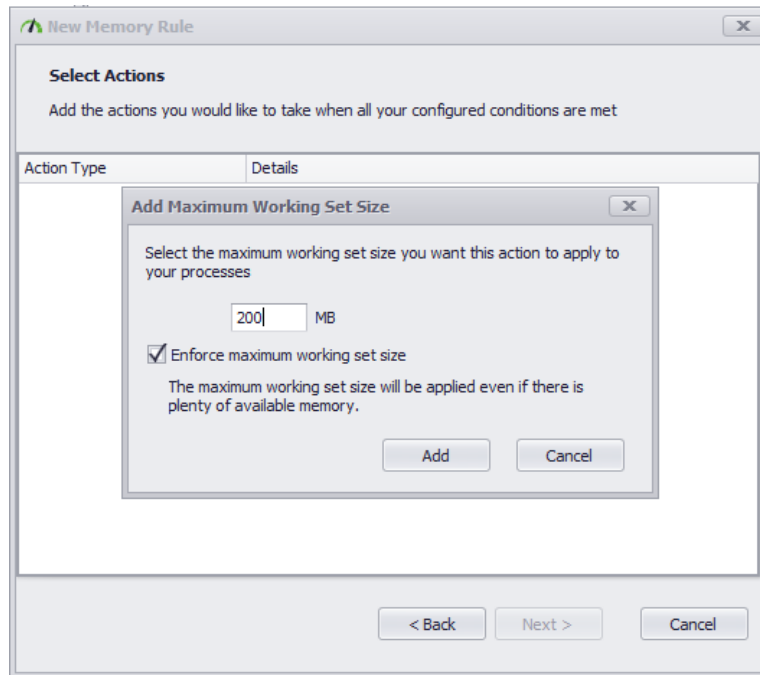 New Memory Rule
Select Actions
Add the actions you would like to take when all your configured conditions are met
Action Type Details
Add Maximum Working Set Size
Select the maximum working set size you want this action to apply to
your processes
200 MB
Enforce maximum working set size
The maximum working set size will be applied even if there is
plenty of available memory.
Add Cancel
< Back Next > Cancel